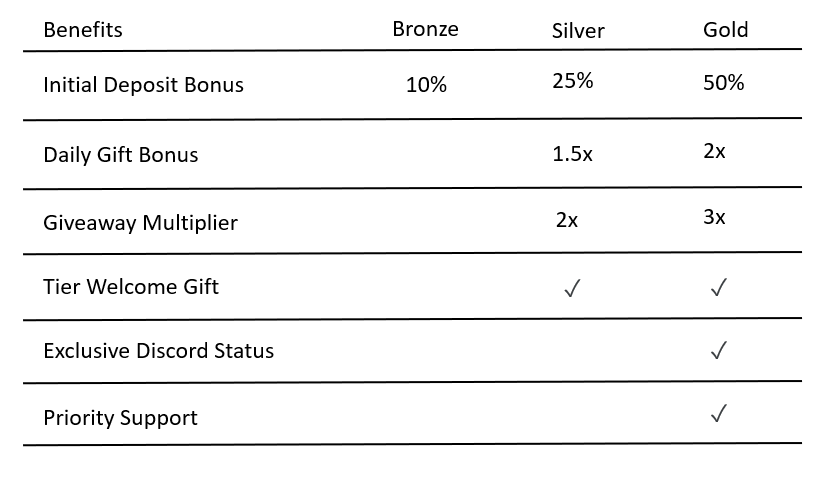 Benefits Bronze Silver Gold
Initial Deposit Bonus 10% 25% 50%
Daily Gift Bonus 1.5x 2x
Giveaway Multiplier 2x 3x
Tier Welcome Gift ✓ ✓
Exclusive Discord Status ✓
Priority Support ✓